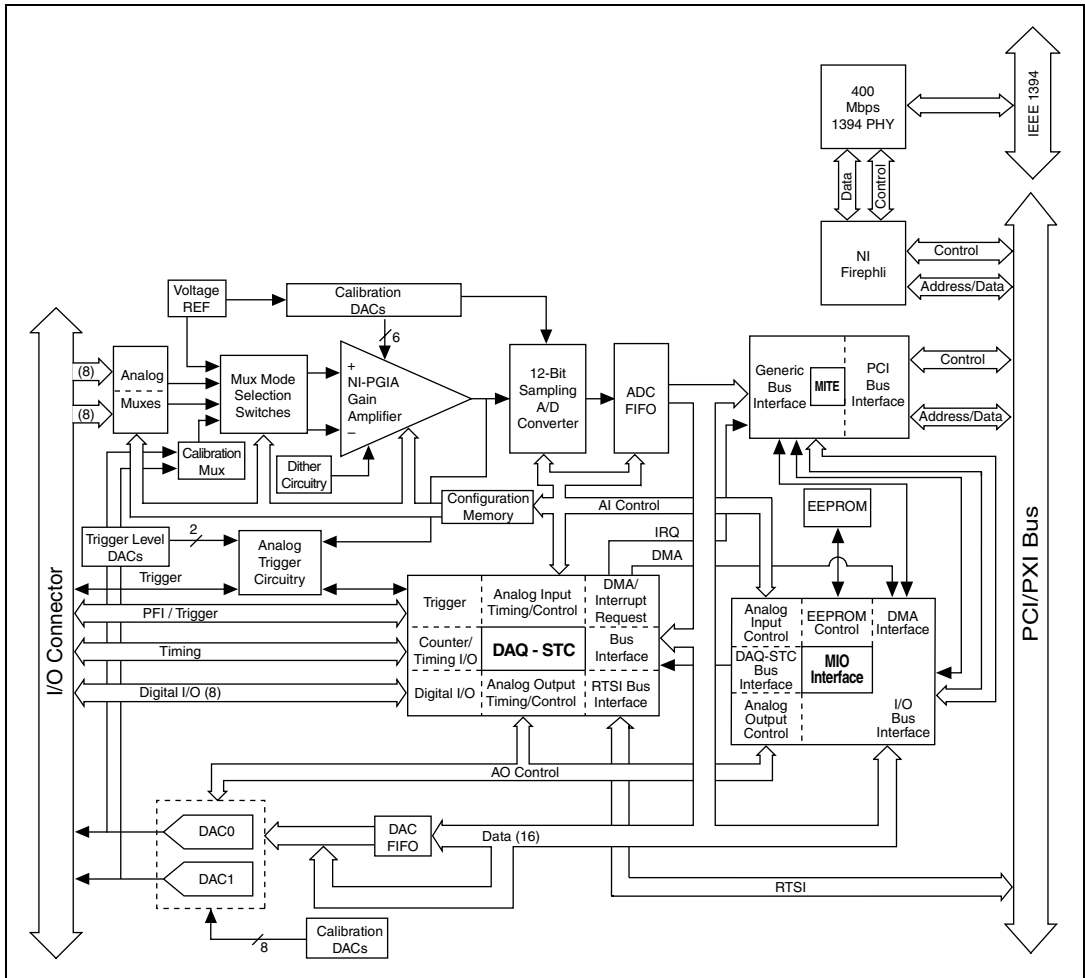 400
Mbps
1394 PHY
IEEE 1394
Data
Control
NI
Firephli
Control
Address/Data
Voltage
REF
Calibration
DACs
6
(8)
(8)
Analog
Muxes
Mux Mode
Selection
Switches
+
NI-PGIA
Gain
Amplifier
–
12-Bit
Sampling
A/D
Converter
ADC
FIFO
Generic
Bus
Interface
MITE
PCI
Bus
Interface
Control
Address/Data
Calibration
Mux
Dither
Circuitry
Configuration
Memory
AI Control
EEPROM
IRQ
DMA
Trigger Level
DACs
2
Analog
Trigger
Circuitry
Trigger
PFI / Trigger
Timing
Digital I/O (8)
I/O Connector
PCI/PXI Bus
Trigger
Analog Input
Timing/Control
DMA/
Interrupt
Request
Counter/
Timing I/O
DAQ - STC
Bus
Interface
Digital I/O
Analog Output
Timing/Control
RTSI Bus
Interface
Analog
Input
Control
EEPROM
Control
DMA
Interface
DAQ-STC
Bus
Interface
MIO
Interface
Analog
Output
Control
I/O
Bus
Interface
AO Control
DAC0
DAC1
DAC
FIFO
Data (16)
RTSI
8
Calibration
DACs